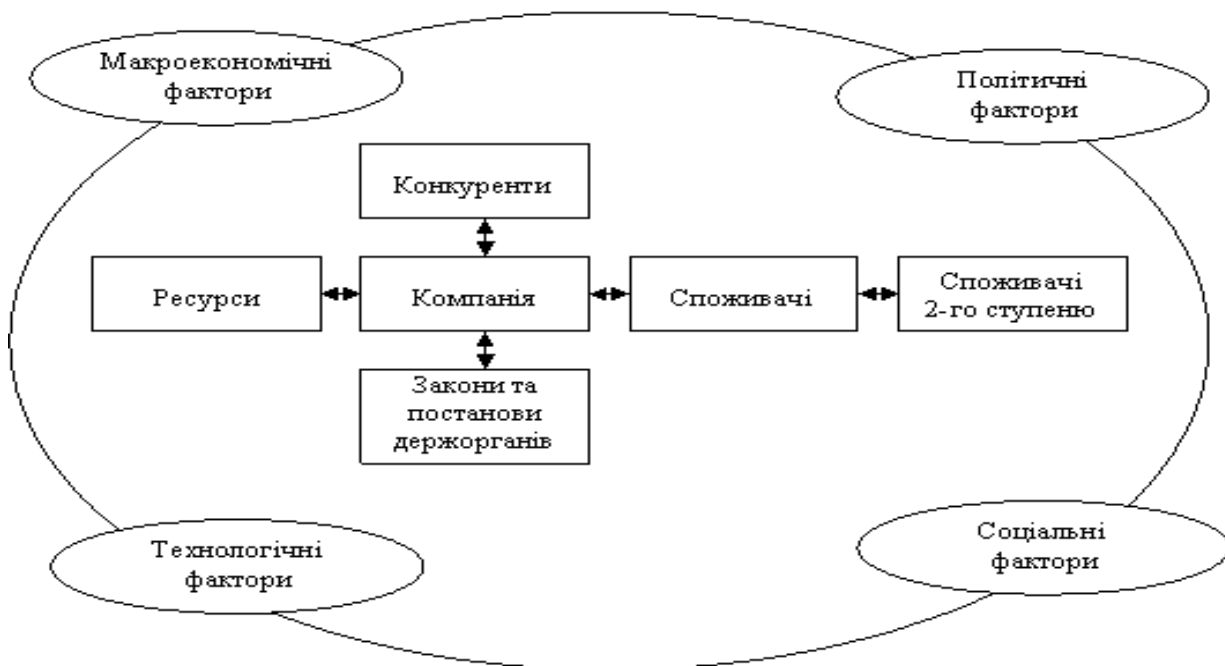 Макроекономічні
фактори
Політичні
фактори
Конкуренти
Ресурси
Компанія
Споживачі
Споживачі
2-го ступеню
Закони та
постанови
держорганів
Технологічні
фактори
Соціальні
фактори